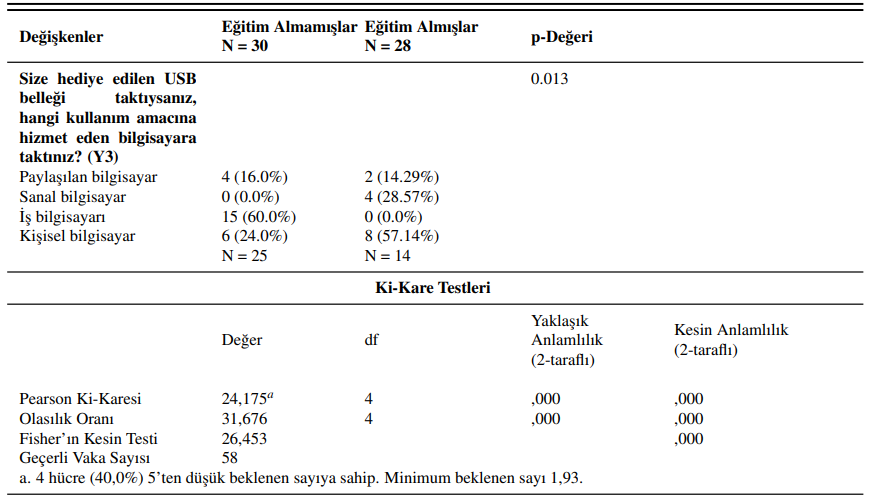 Değişkenler Eğitim Almamışlar N = 30 Eğitim Almışlar N = 28 p-Değeri
Size hediye edilen USB 0.013
belleği taktıysanız,
hangi kullanım amacına
hizmet eden bilgisayara
taktınız? (Y3)
Paylaşılan bilgisayar 4 (16.0%) 2 (14.29%)
Sanal bilgisayar 0 (0.0%) 4 (28.57%)
İş bilgisayarı 15 (60.0%) 0 (0.0%)
Kişisel bilgisayar 6 (24.0%) 8 (57.14%)
N = 25 N = 14
Ki-Kare Testleri
Değer df Yaklaşık Anlamlılık (2-taraflı) Kesin Anlamlılık (2-taraflı)
Pearson Ki-Karesi 24,175a 4 ,000 ,000
Olasılık Oranı 31,676 4 ,000 ,000
Fisher’ın Kesin Testi 26,453 ,000
Geçerli Vaka Sayısı 58
a. 4 hücre (40,0%) 5’ten düşük beklenen sayıya sahip. Minimum beklenen sayı 1,93.